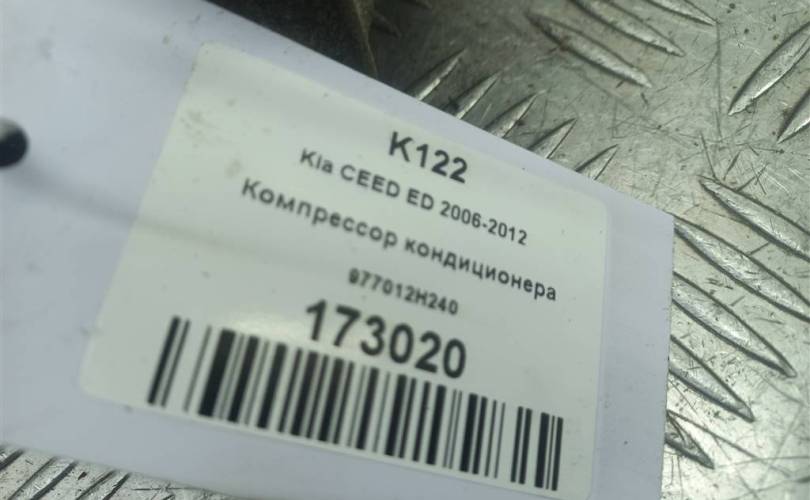 K122
Kia CEED ED 2006-2012
Компрессор кондиционера
977012H240
173020